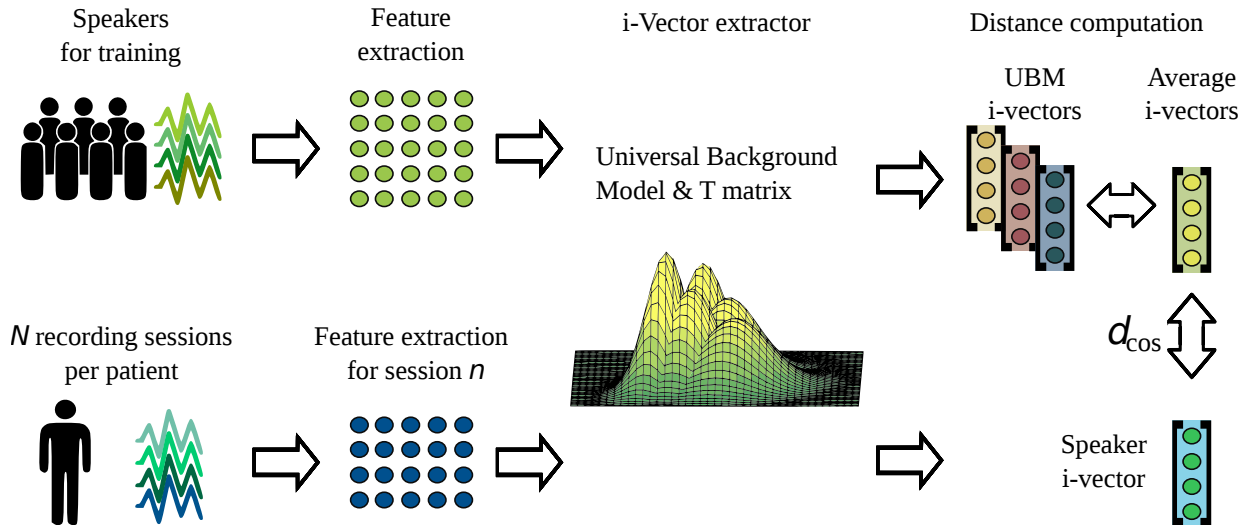 Speakers
for training
Feature
extraction
i-Vector extractor
Distance computation
UBM
i-vectors
Average
i-vectors
Universal Background
Model & T matrix
N recording sessions
per patient
Feature extraction
for session n
dcos
Speaker
i-vector